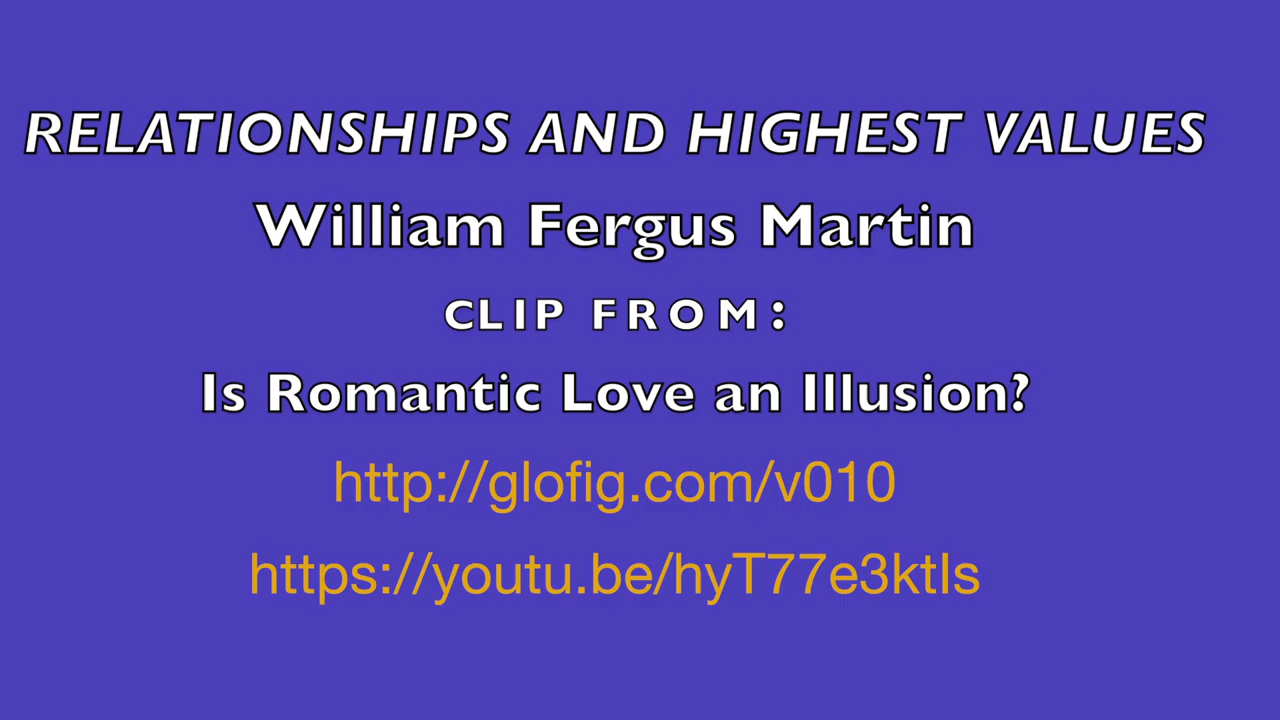 RELATIONSHIPS AND HIGHEST VALUES
William Fergus Martin
CLIP FROM:
Is Romantic Love an Illusion?
http://glofig.com/v010
https://youtu.be/hyT77e3ktls